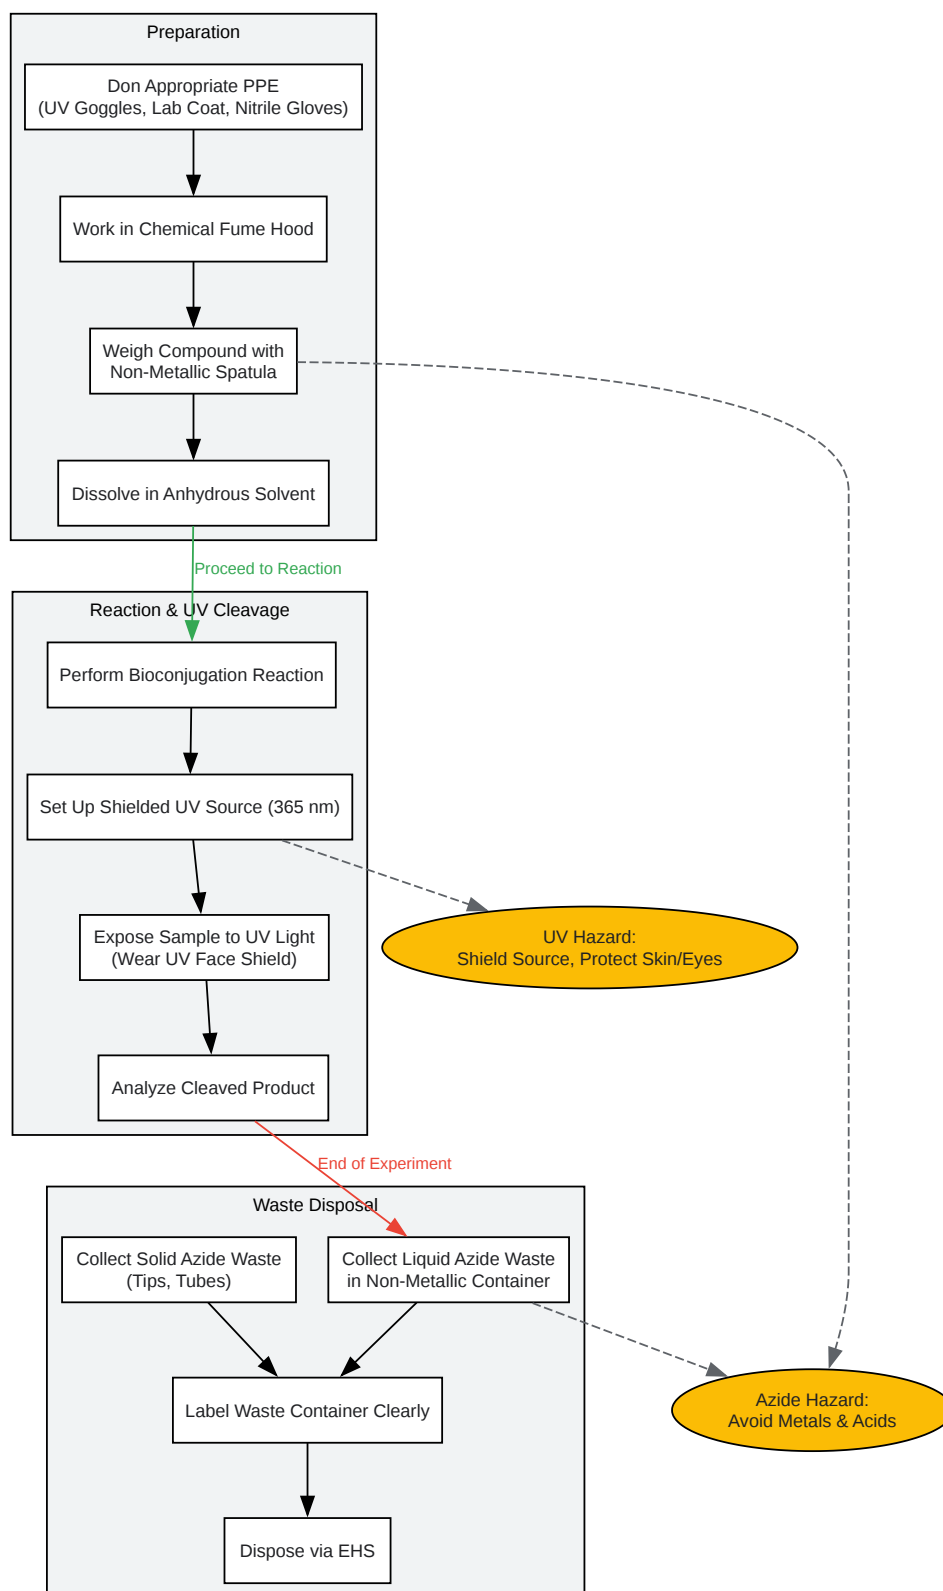 Preparation
Don Appropriate PPE
(UV Goggles, Lab Coat, Nitrile Gloves)
Work in Chemical Fume Hood
Weigh Compound with
Non-Metallic Spatula
Dissolve in Anhydrous Solvent
Proceed to Reaction
Reaction & UV Cleavage
Perform Bioconjugation Reaction
Set Up Shielded UV Source (365 nm)
Expose Sample to UV Light
(Wear UV Face Shield)
UV Hazard:
Shield Source, Protect Skin/Eyes
Analyze Cleaved Product
End of Experiment
Waste Disposal
Collect Solid Azide Waste
(Tips, Tubes)
Collect Liquid Azide Waste
in Non-Metallic Container
Azide Hazard:
Avoid Metals & Acids
Label Waste Container Clearly
Dispose via EHS